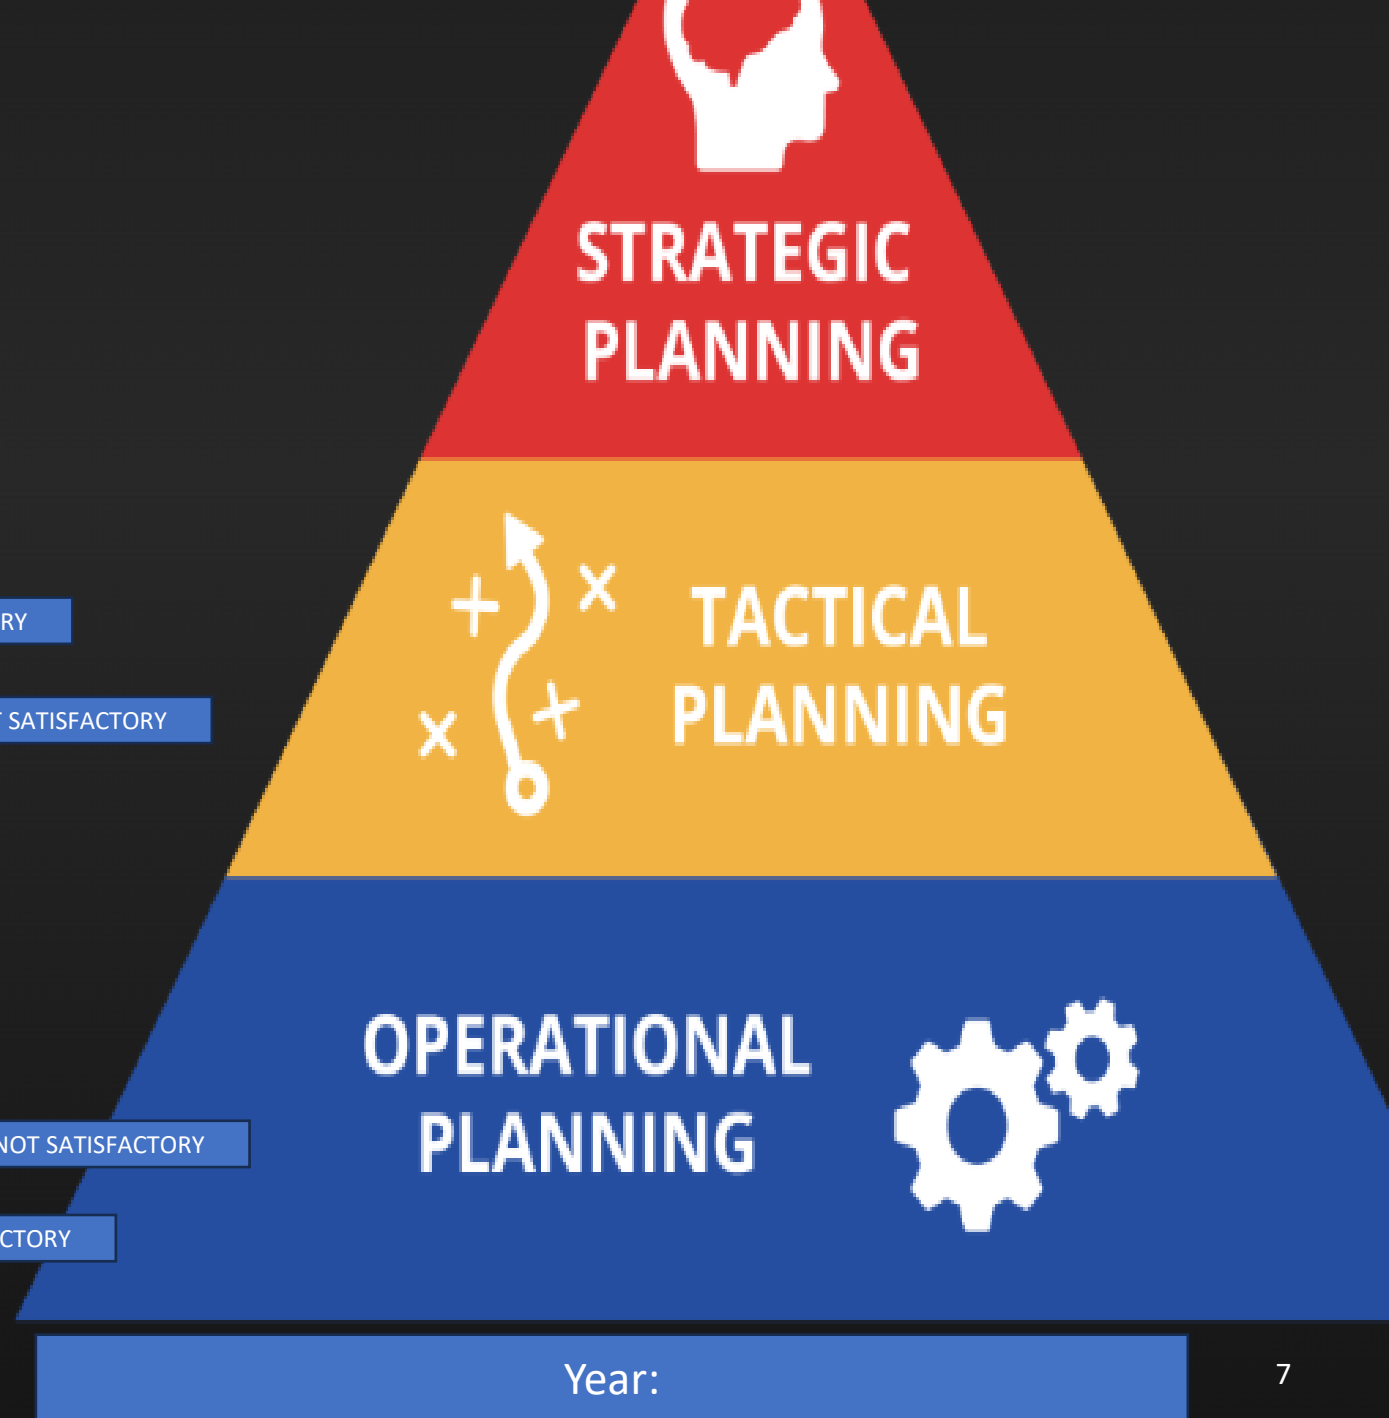 STRATEGIC
PLANNING
RY
TACTICAL
PLANNING
SATISFACTORY
OPERATIONAL
PLANNING
NOT SATISFACTORY
CTORY
Year:
7